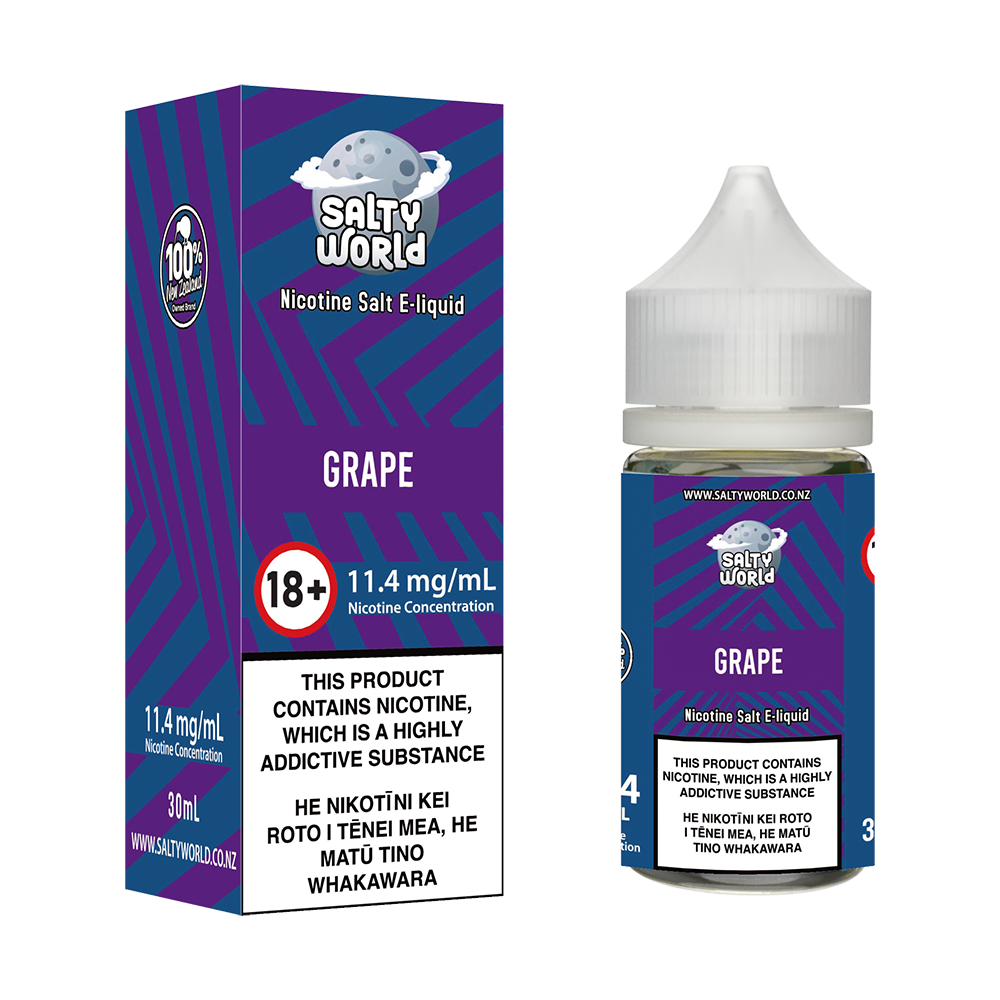 100%
New Zealand
Owned Brand
11.4 mg/mL
Nicotine Concentration
30mL
WWW.SALTYWORLD.CO.NZ
SALTY
WORLD
Nicotine Salt E-liquid
GRAPE
18+
11.4 mg/mL
Nicotine Concentration
THIS PRODUCT
CONTAINS NICOTINE,
WHICH IS A HIGHLY
ADDICTIVE SUBSTANCE
HE NIKOTĪNI KEI
ROTO I TĒNEI MEA, HE
MATŪ TINO
WHAKAWARA
WWW.SALTYWORLD.CO.NZ
SALTY
WORLD
GRAPE
Nicotine Salt E-liquid
THIS PRODUCT CONTAINS
NICOTINE, WHICH IS A HIGHLY
ADDICTIVE SUBSTANCE
HE NIKOTĪNI KEI ROTO
I TĒNEI MEA, HE MATŪ
TINO WHAKAWARA